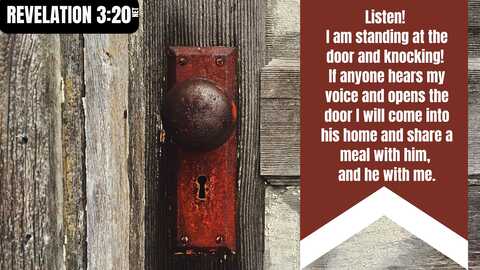 REVELATION 3:20 NET
Listen!
I am standing at the
door and knocking!
If anyone hears my
voice and opens the
door I will come into
his home and share a
meal with him,
and he with me.